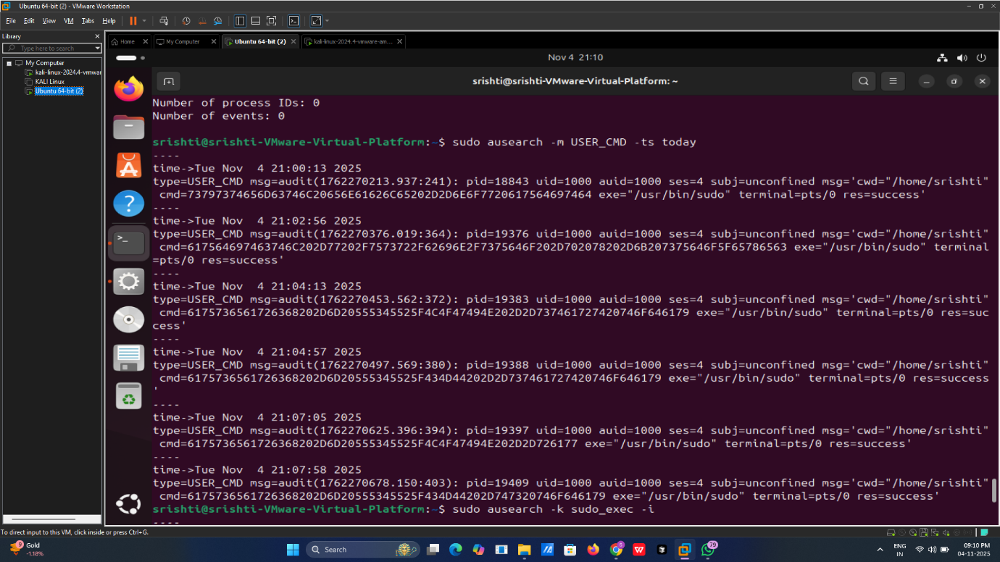 Ubuntu 64-bit (2) - VMware Workstation
File Edit View VM Tabs Help
Library
Type here to search
My Computer
kali-linux-2024.4-vmwar
KALI Linux
Ubuntu 64-bit (2)
Home
My Computer
Ubuntu 64-bit (2)
kali-linux-2024.4-vmware-am...
Nov 4 21:10
srishti@srishti-VMware-Virtual-Platform: ~
Number of process IDs: 0
Number of events: 0
srishti@srishti-VMware-Virtual-Platform:~$ sudo ausearch -m USER_CMD -ts today
----
time->Tue Nov  4 21:00:13 2025
type=USER_CMD msg=audit(1762270213.937:241): pid=18843 uid=1000 auid=1000 ses=4 subj=unconfined msg='cwd="/home/srishti"
cmd=73797374656D63746C20656E61626C65202D2D6E6F7720617564697464 exe="/usr/bin/sudo" terminal=pts/0 res=success'
----
time->Tue Nov  4 21:02:56 2025
type=USER_CMD msg=audit(1762270376.019:364): pid=19376 uid=1000 auid=1000 ses=4 subj=unconfined msg='cwd="/home/srishti"
cmd=617564697463746C202D77202F7573722F62696E2F7375646F202D702078202D6B207375646F5F65786563 exe="/usr/bin/sudo" terminal
=pts/0 res=success'
----
time->Tue Nov  4 21:04:13 2025
type=USER_CMD msg=audit(1762270453.562:372): pid=19383 uid=1000 auid=1000 ses=4 subj=unconfined msg='cwd="/home/srishti"
cmd=6175736561726368202D6D20555345525F4C4F47494E202D2D737461727420746F646179 exe="/usr/bin/sudo" terminal=pts/0 res=suc
cess'
----
time->Tue Nov  4 21:04:57 2025
type=USER_CMD msg=audit(1762270497.569:380): pid=19388 uid=1000 auid=1000 ses=4 subj=unconfined msg='cwd="/home/srishti"
cmd=6175736561726368202D6D20555345525F434D44202D2D737461727420746F646179 exe="/usr/bin/sudo" terminal=pts/0 res=success
'
----
time->Tue Nov  4 21:07:05 2025
type=USER_CMD msg=audit(1762270625.396:394): pid=19397 uid=1000 auid=1000 ses=4 subj=unconfined msg='cwd="/home/srishti"
cmd=6175736561726368202D6D20555345525F4C4F47494E202D2D726177 exe="/usr/bin/sudo" terminal=pts/0 res=success'
----
time->Tue Nov  4 21:07:58 2025
type=USER_CMD msg=audit(1762270678.150:403): pid=19409 uid=1000 auid=1000 ses=4 subj=unconfined msg='cwd="/home/srishti"
cmd=6175736561726368202D6D20555345525F434D44202D747320746F646179 exe="/usr/bin/sudo" terminal=pts/0 res=success'
srishti@srishti-VMware-Virtual-Platform:~$ sudo ausearch -k sudo_exec -i
----
To direct input to this VM, click inside or press Ctrl+G.
9
Gold
-1.18%
Search
6
79
ENG
IN
09:10 PM
04-11-2025